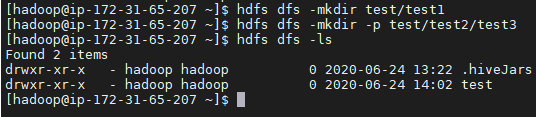 [hadoop@ip-172-31-65-207 ~]$ hdfs dfs -mkdir test/test1
[hadoop@ip-172-31-65-207 ~]$ hdfs dfs -mkdir -p test/test2/test3
[hadoop@ip-172-31-65-207 ~]$ hdfs dfs -ls
Found 2 items
drwxr-xr-x   - hadoop hadoop          0 2020-06-24 13:22 .hiveJars
drwxr-xr-x   - hadoop hadoop          0 2020-06-24 14:02 test
[hadoop@ip-172-31-65-207 ~]$